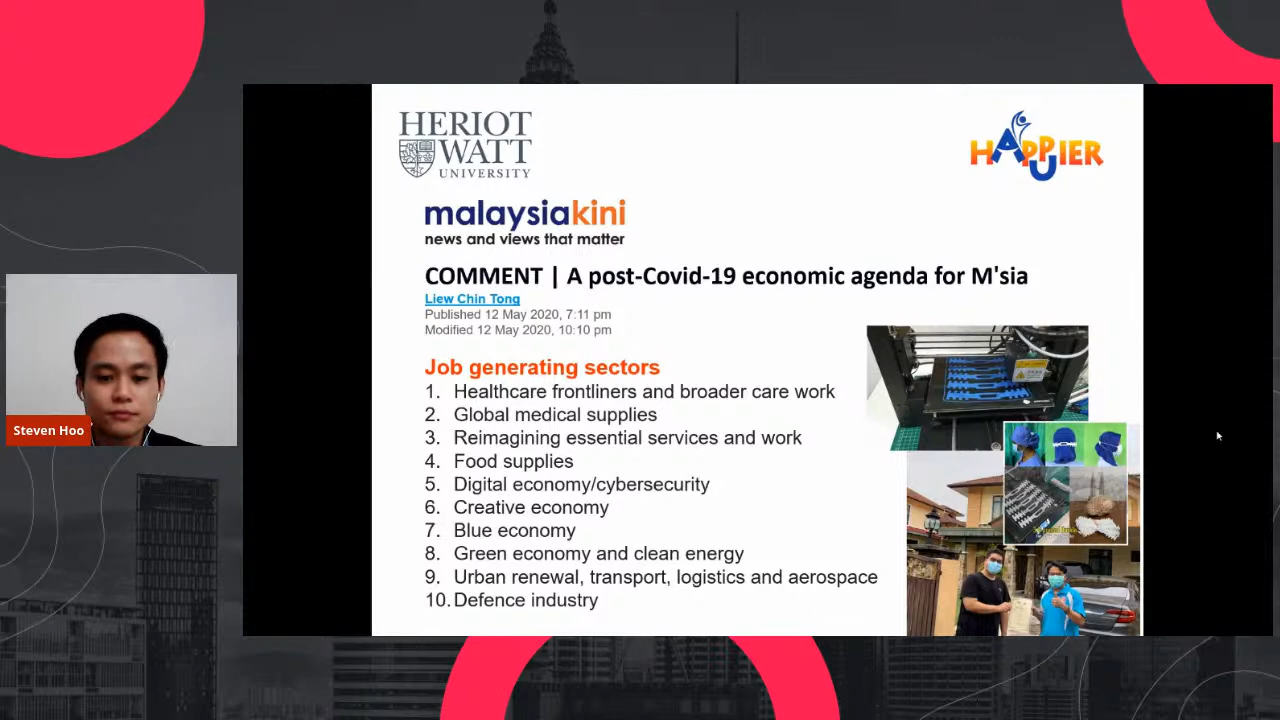 HERIOT
WATT
UNIVERSITY
HAPPIER
U
malaysiakini
news and views that matter
COMMENT | A post-Covid-19 economic agenda for M'sia
Liew Chin Tong
Published 12 May 2020, 7:11 pm
Modified 12 May 2020, 10:10 pm
Job generating sectors
1. Healthcare frontliners and broader care work
2. Global medical supplies
3. Reimagining essential services and work
4. Food supplies
5. Digital economy/cybersecurity
6. Creative economy
7. Blue economy
8. Green economy and clean energy
9. Urban renewal, transport, logistics and aerospace
10. Defence industry
Steven Hoo